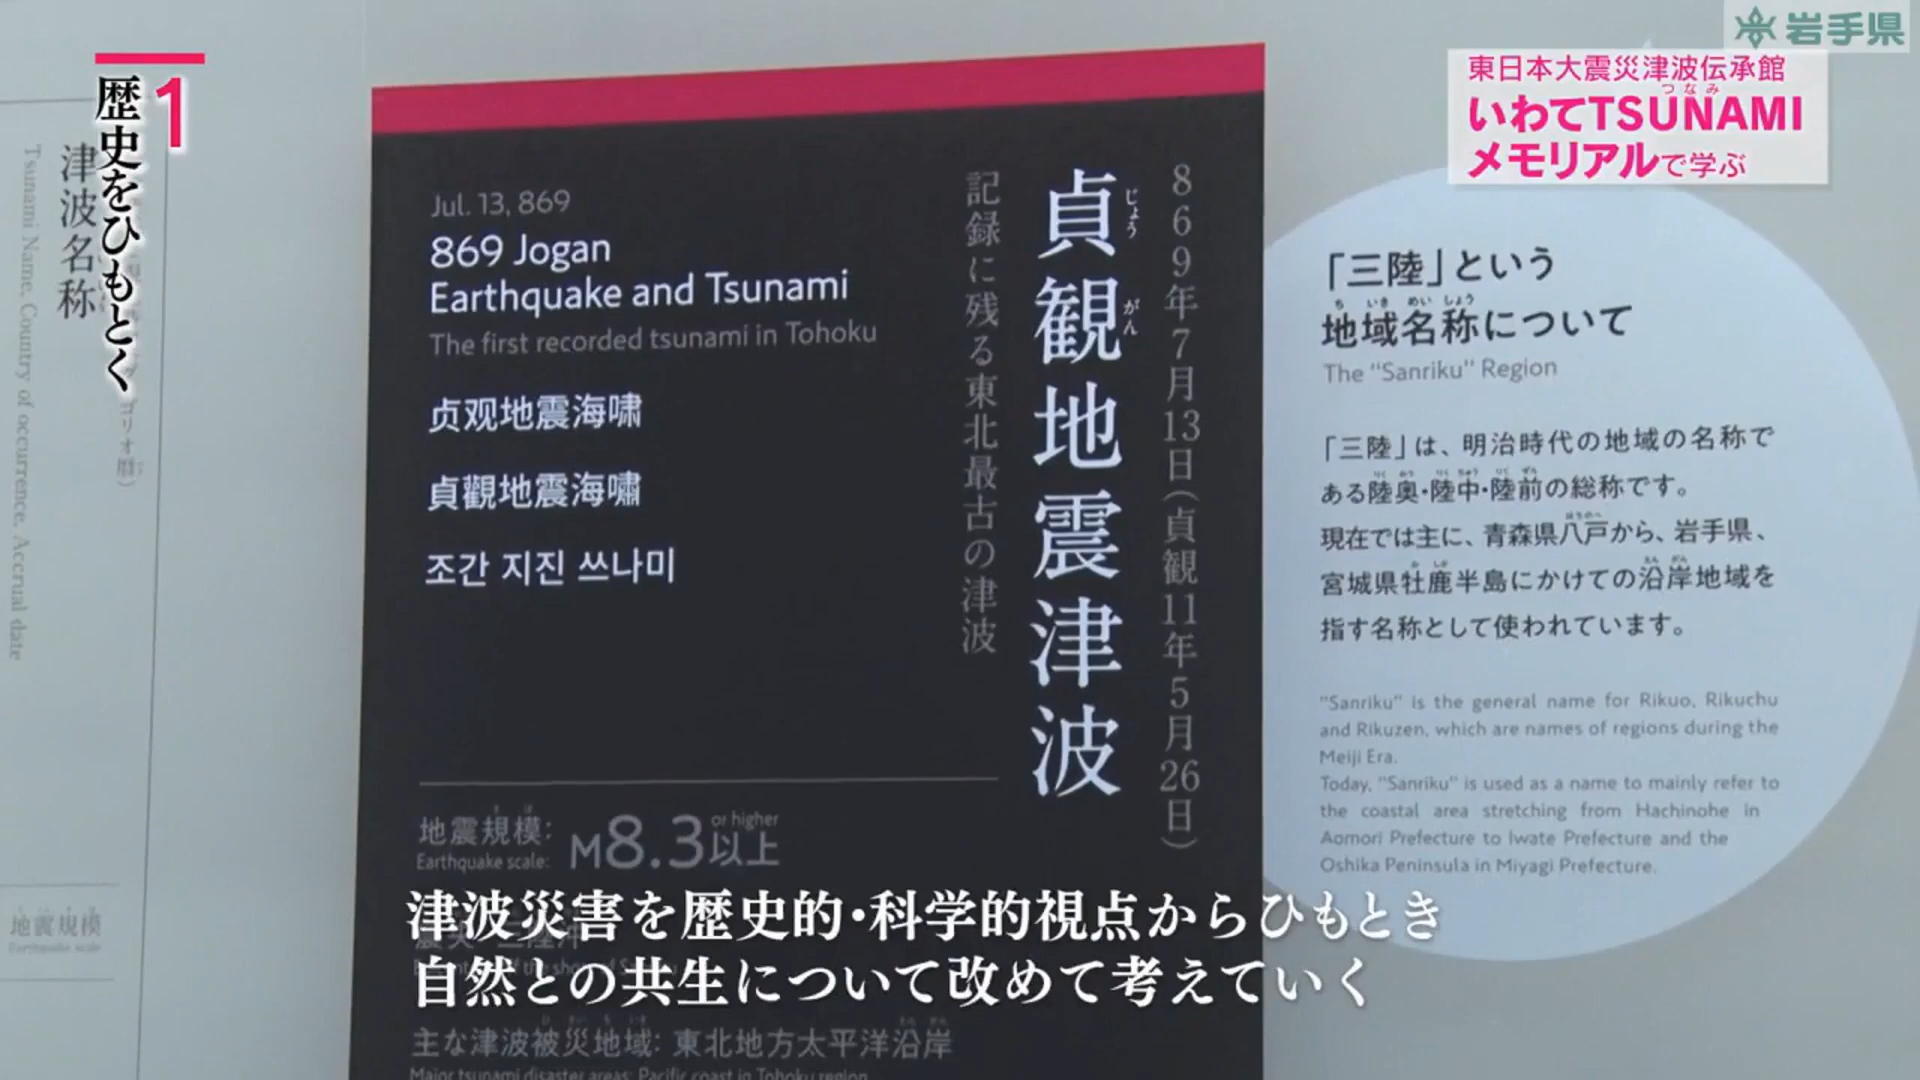 岩手県
東日本大震災津波伝承館
つなみ
いわてTSUNAMI
メモリアルで学ぶ
1
歴史をひもとく
津波名称
Tsunami Name, Country of occurrence, Accrual date
地震規模
Earthquake scale
Jul. 13, 869
869 Jogan
Earthquake and Tsunami
The first recorded tsunami in Tohoku
贞观地震海啸
貞觀地震海嘯
조간 지진 쓰나미
869年7月13日(貞観11年5月26日)
じょう がん
貞観地震津波
記録に残る東北最古の津波
地震規模:
Earthquake scale:
M8.3以上
or higher
主な津波被災地域: 東北地方太平洋沿岸
Major tsunami disaster areas: Pacific coast in Tohoku region
「三陸」という
ち いき めい しょう
地域名称について
The "Sanriku" Region
「三陸」は、明治時代の地域の名称で
ある陸奥・陸中・陸前の総称です。
現在では主に、青森県八戸から、岩手県、
宮城県牡鹿半島にかけての沿岸地域を
指す名称として使われています。
"Sanriku" is the general name for Rikuo, Rikuchu
and Rikuzen, which are names of regions during the
Meiji Era.
Today, "Sanriku" is used as a name to mainly refer to
the coastal area stretching from Hachinohe in
Aomori Prefecture to Iwate Prefecture and the
Oshika Peninsula in Miyagi Prefecture.
津波災害を歴史的・科学的視点からひもとき
自然との共生について改めて考えていく